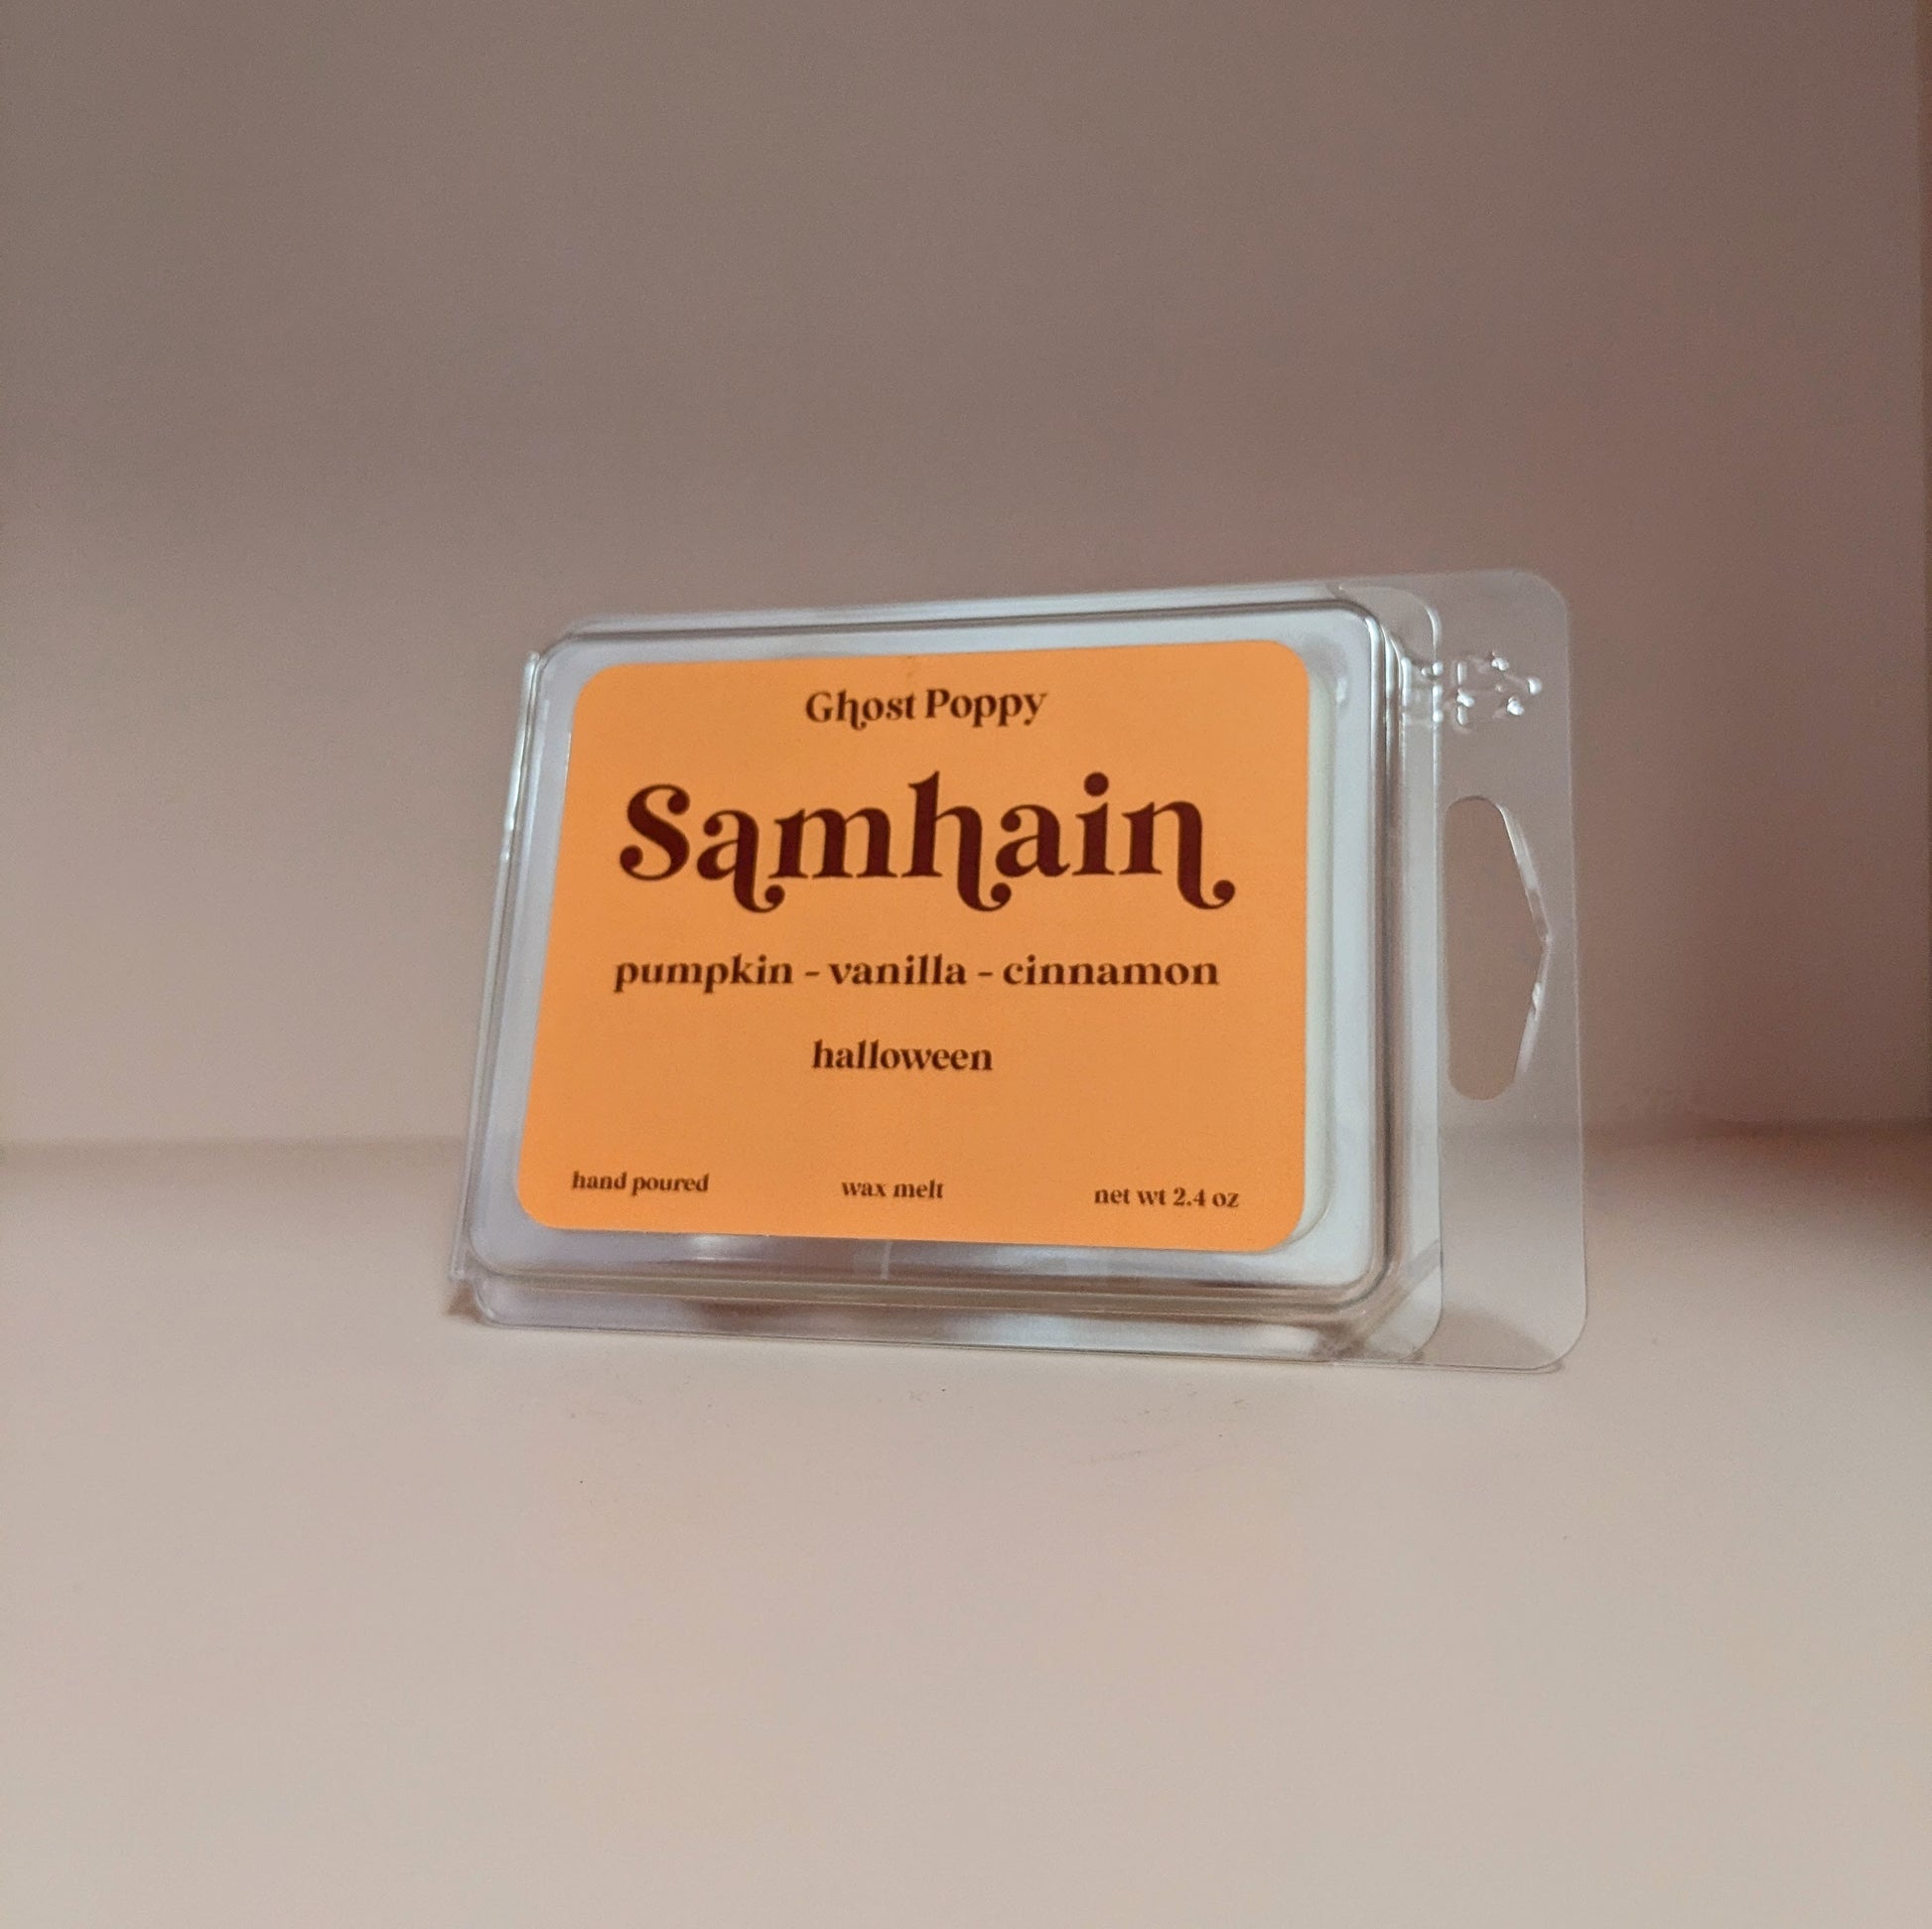 Ghost Poppy
Samhain
pumpkin - vanilla - cinnamon
halloween
hand poured wax melt net wt 2.4 oz